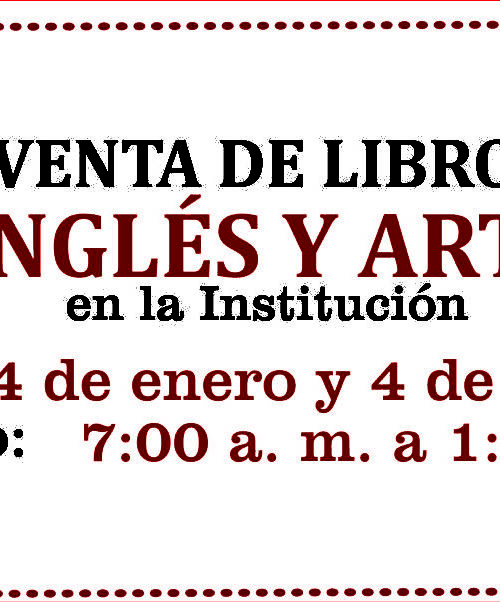 VENTA DE LIBRO
NGLÉS Y ART
en la Institución
4 de enero y 4 de
o: 7:00 a. m. a 1: